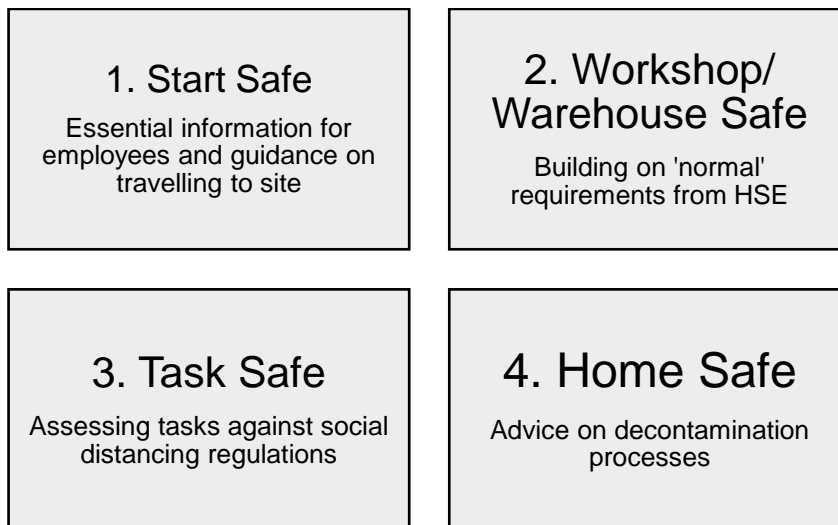 1. Start Safe
Essential information for
employees and guidance on
travelling to site
2. Workshop/
Warehouse Safe
Building on 'normal'
requirements from HSE
3. Task Safe
Assessing tasks against social
distancing regulations
4. Home Safe
Advice on decontamination
processes